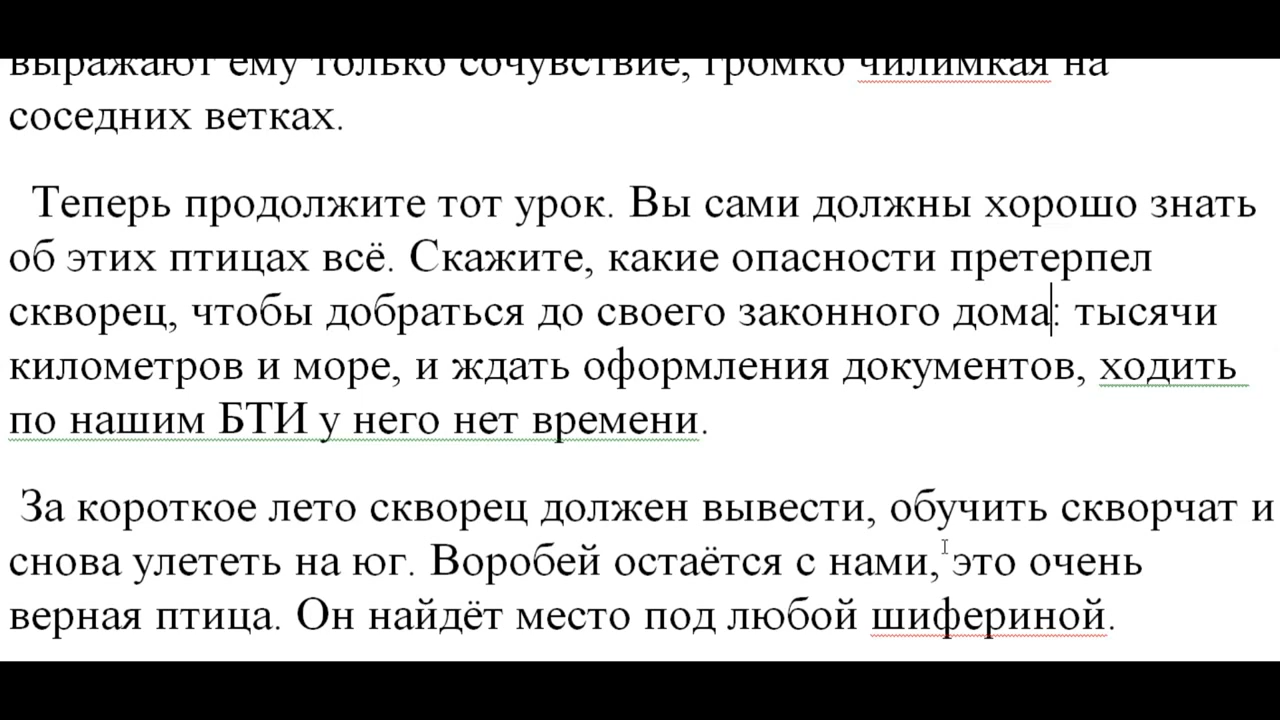 выражают ему только сочувствие, громко чилимкая на
соседних ветках.
Теперь продолжите тот урок. Вы сами должны хорошо знать
об этих птицах всё. Скажите, какие опасности претерпел
скворец, чтобы добраться до своего законного дома: тысячи
километров и море, и ждать оформления документов, ходить
по нашим БТИ у него нет времени.
За короткое лето скворец должен вывести, обучить скворчат и
снова улететь на юг. Воробей остаётся с нами, это очень
верная птица. Он найдёт место под любой шифериной.